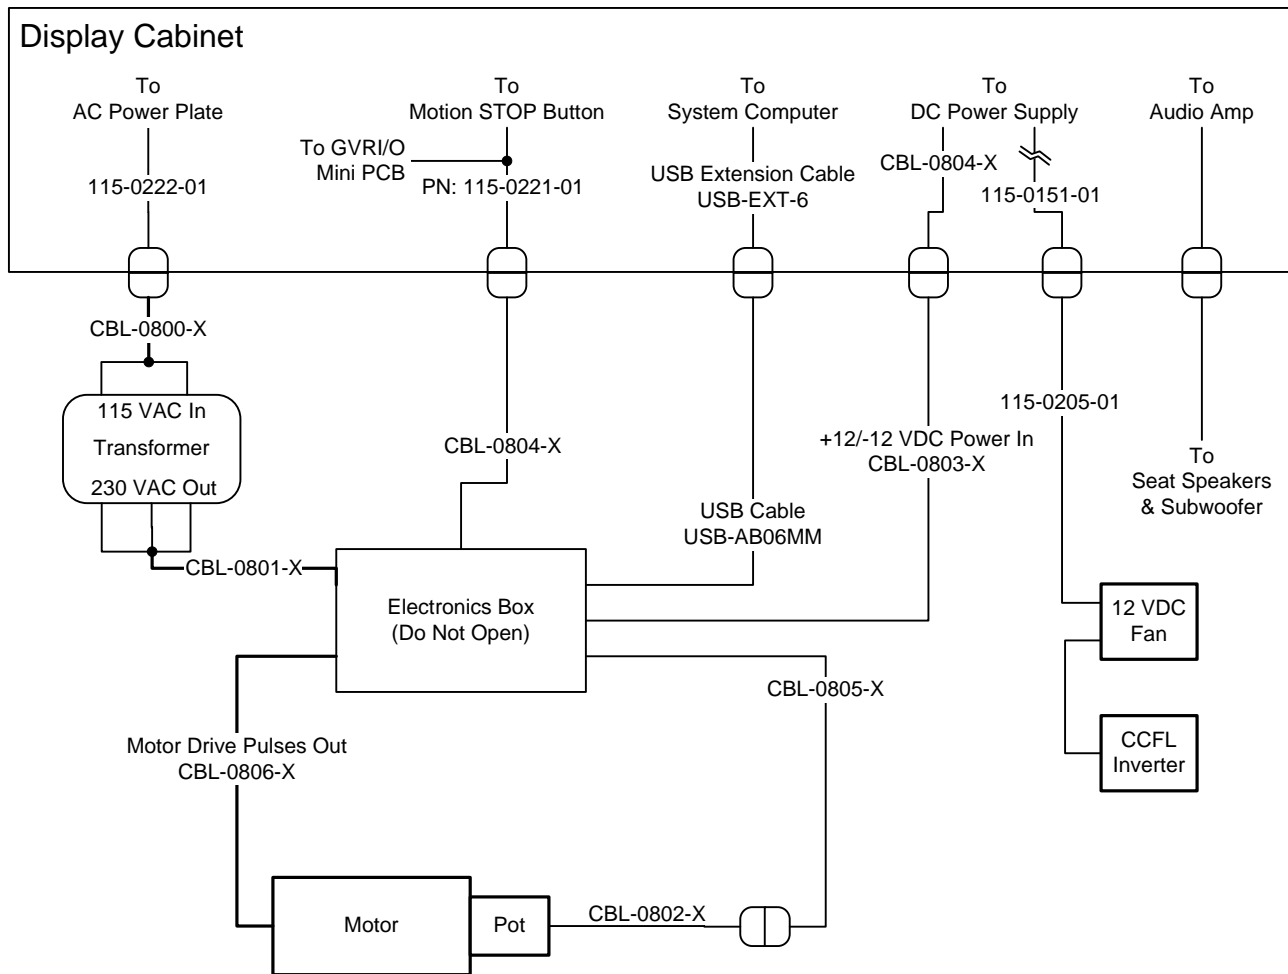 Display Cabinet
To
AC Power Plate
To
Motion STOP Button
To
System Computer
To
DC Power Supply
To
Audio Amp
To GVRI/O
Mini PCB
115-0222-01
PN: 115-0221-01
USB Extension Cable
USB-EXT-6
CBL-0804-X
115-0151-01
CBL-0800-X
115 VAC In
Transformer
230 VAC Out
CBL-0804-X
115-0205-01
+12/-12 VDC Power In
CBL-0803-X
To
Seat Speakers
& Subwoofer
USB Cable
USB-AB06MM
CBL-0801-X
Electronics Box
(Do Not Open)
12 VDC
Fan
CBL-0805-X
Motor Drive Pulses Out
CBL-0806-X
CCFL
Inverter
Motor
Pot
CBL-0802-X